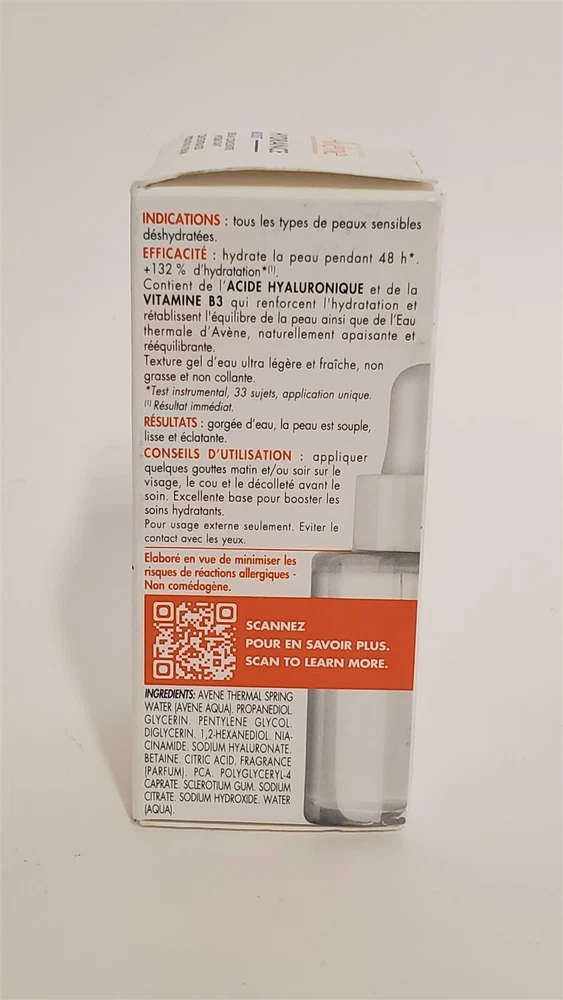 HYDRANCE
INDICATIONS : tous les types de peaux sensibles
déshydratées.
EFFICACITÉ : hydrate la peau pendant 48 h*.
+132 % d'hydratation*(1).
Contient de l'ACIDE HYALURONIQUE et de la
VITAMINE B3 qui renforcent l'hydratation et
rétablissent l'équilibre de la peau ainsi que de l'Eau
thermale d'Avène, naturellement apaisante et
rééquilibrante.
Texture gel d'eau ultra légère et fraîche, non
grasse et non collante.
*Test instrumental, 33 sujets, application unique.
(1) Résultat immédiat.
RÉSULTATS : gorgée d'eau, la peau est souple,
lisse et éclatante.
CONSEILS D'UTILISATION : appliquer
quelques gouttes matin et/ou soir sur le
visage, le cou et le décolleté avant le
soin. Excellente base pour booster les
soins hydratants.
Pour usage externe seulement. Eviter le
contact avec les yeux.
Elaboré en vue de minimiser les
risques de réactions allergiques -
Non comédogène.
SCANNEZ
POUR EN SAVOIR PLUS.
SCAN TO LEARN MORE.
INGREDIENTS: AVENE THERMAL SPRING
WATER (AVENE AQUA). PROPANEDIOL.
GLYCERIN. PENTYLENE GLYCOL.
DIGLYCERIN. 1,2-HEXANEDIOL. NIA-
CINAMIDE. SODIUM HYALURONATE.
BETAINE. CITRIC ACID. FRAGRANCE
(PARFUM). PCA. POLYGLYCERYL-4
CAPRATE. SCLEROTIUM GUM. SODIUM
CITRATE. SODIUM HYDROXIDE. WATER
(AQUA).